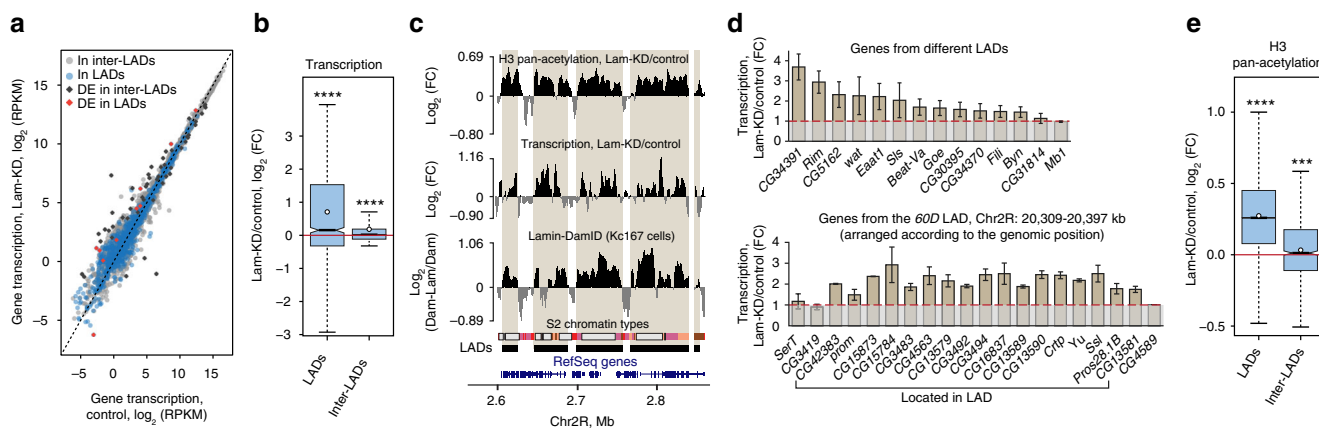 a
In inter-LADs
In LADs
DE in inter-LADs
DE in LADs
Gene transcription, Lam-KD, log2 (RPKM)
15
10
5
0
−5
−5 0 5 10 15
Gene transcription,
control, log2 (RPKM)
b
Transcription
Lam-KD/control, log2 (FC)
3
2
1
0
−1
−2
−3
****
****
LADs
Inter-LADs
c
H3 pan-acetylation, Lam-KD/control
Log2 (FC)
0.69
−0.80
Transcription, Lam-KD/control
Log2 (FC)
1.16
0
−0.90
Lamin-DamID (Kc167 cells)
Log2
(Dam-Lam/Dam)
1.06
0
−0.89
S2 chromatin types
LADs
RefSeq genes
2.6 2.7 2.8
Chr2R, Mb
d
Genes from different LADs
Transcription,
Lam-KD/control (FC)
4
3
2
1
0
CG34391 Rim CG5162 wat Eaat1 Sls Beat-Va Goe CG30395 CG34370 Fili Byn CG31814 Mb1
Genes from the 60D LAD, Chr2R: 20,309-20,397 kb
(arranged according to the genomic position)
Transcription,
Lam-KD/control (FC)
4
3
2
1
0
SerT CG3419 CG42383 prom CG15873 CG15784 CG3483 CG4563 CG13579 CG3492 CG3494 CG16837 CG13589 CG13590 Crtp Yu Ssl Pros28.1B CG13581 CG4589
Located in LAD
e
H3
pan-acetylation
Lam-KD/control, log2 (FC)
1.0
0.5
0.0
−0.5
****
***
LADs
Inter-LADs